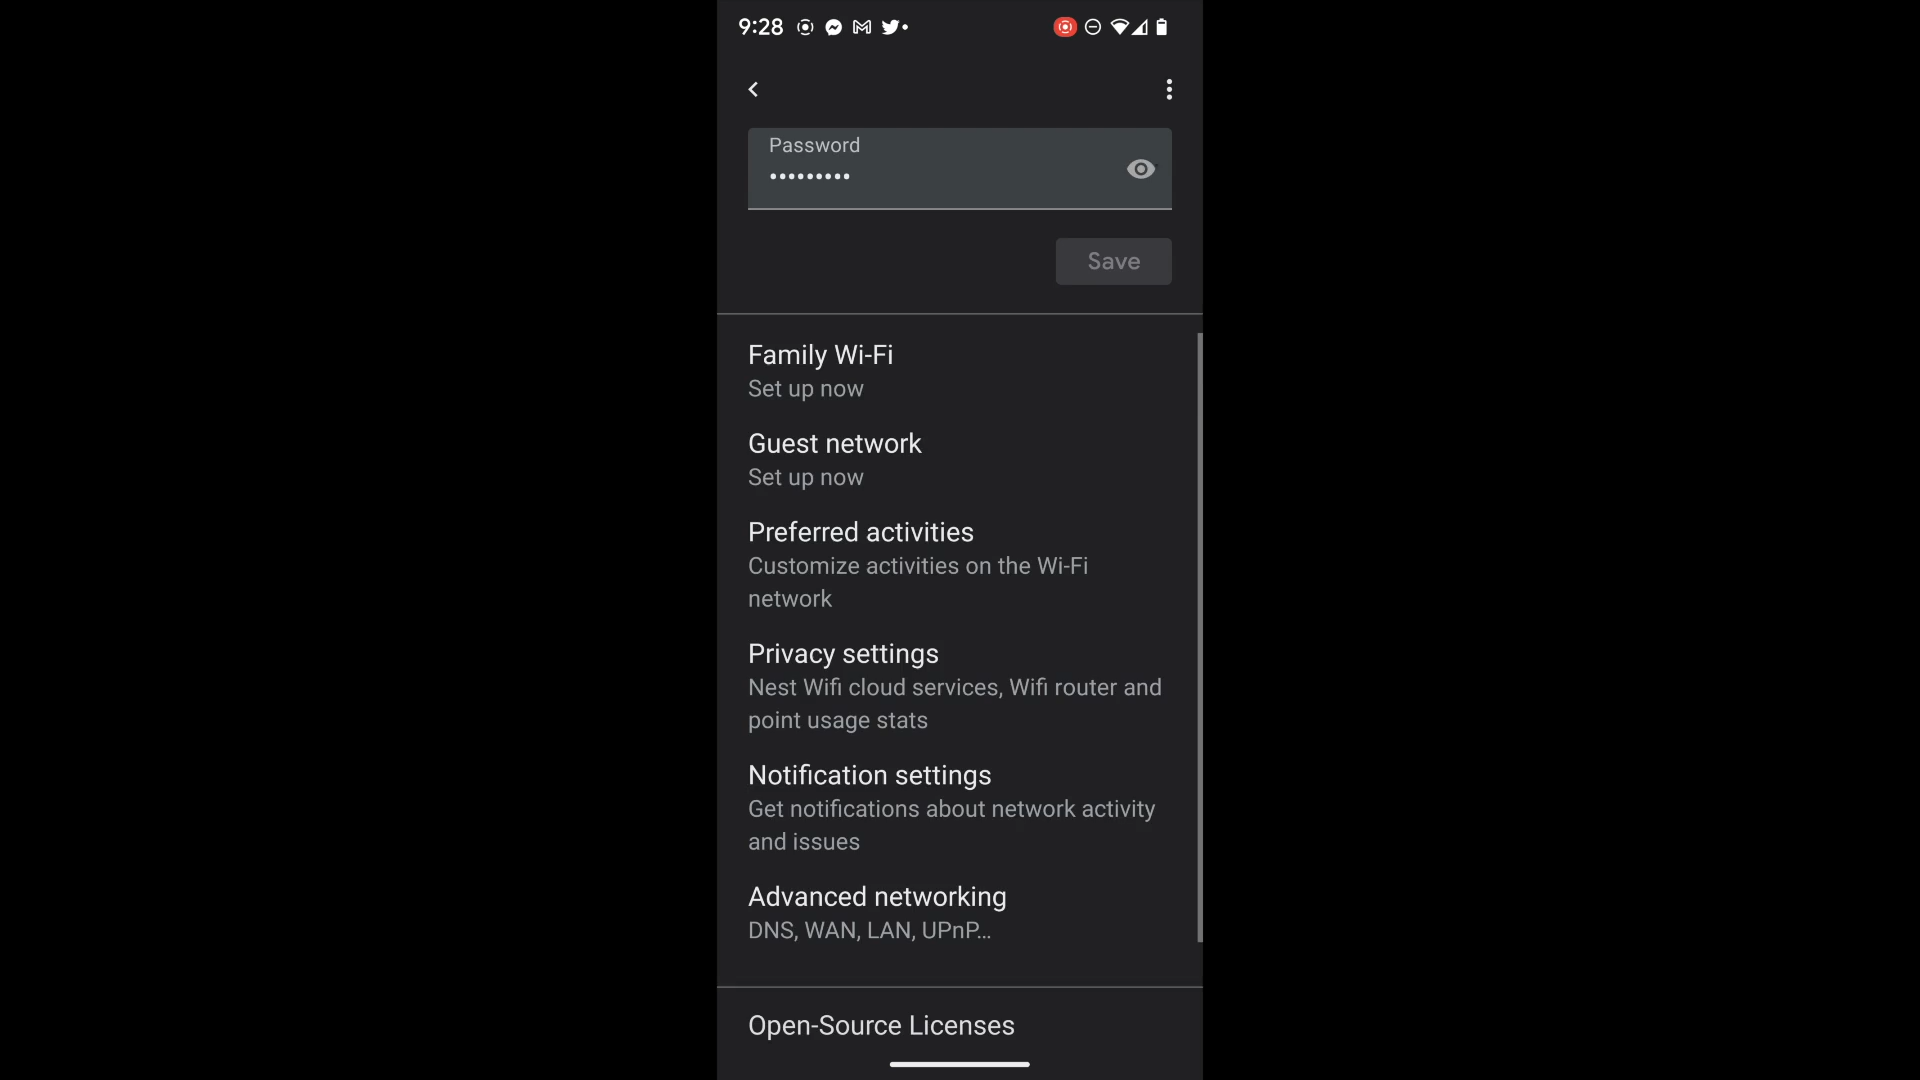 9:28
Password
•••••••••
Save
Family Wi-Fi
Set up now
Guest network
Set up now
Preferred activities
Customize activities on the Wi-Fi
network
Privacy settings
Nest Wifi cloud services, Wifi router and
point usage stats
Notification settings
Get notifications about network activity
and issues
Advanced networking
DNS, WAN, LAN, UPnP...
Open-Source Licenses